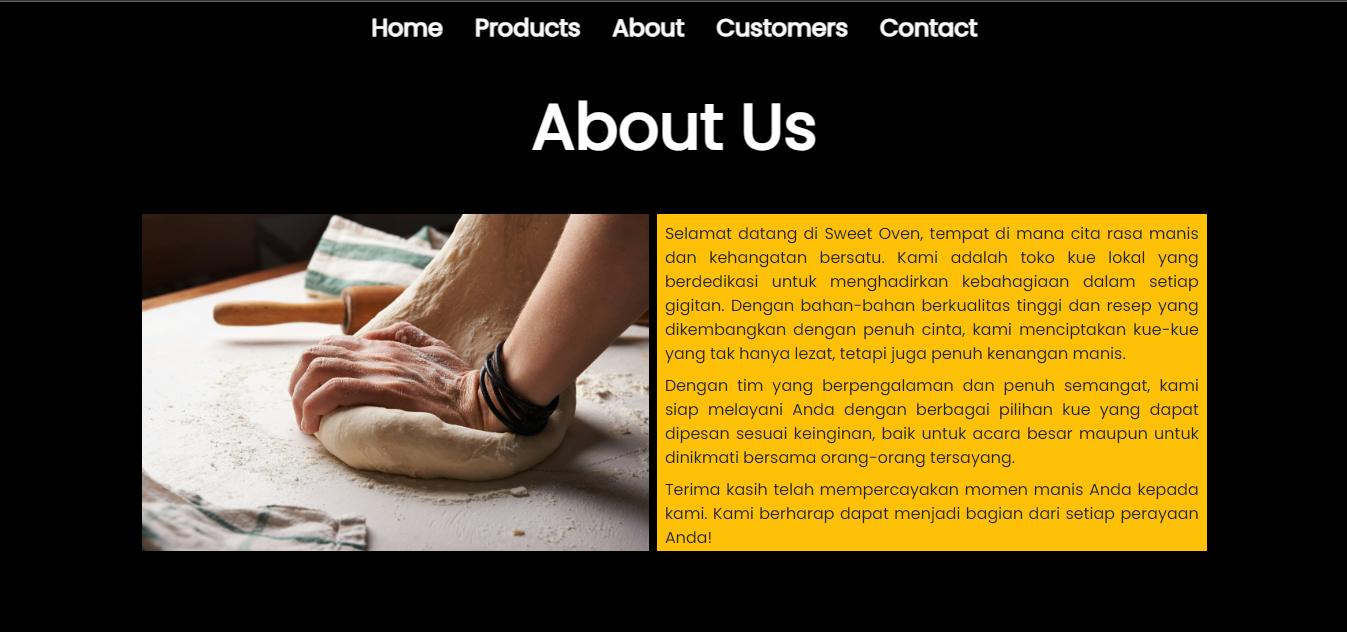 Home Products About Customers Contact
About Us
Selamat datang di Sweet Oven, tempat di mana cita rasa manis
dan kehangatan bersatu. Kami adalah toko kue lokal yang
berdedikasi untuk menghadirkan kebahagiaan dalam setiap
gigitan. Dengan bahan-bahan berkualitas tinggi dan resep yang
dikembangkan dengan penuh cinta, kami menciptakan kue-kue
yang tak hanya lezat, tetapi juga penuh kenangan manis.
Dengan tim yang berpengalaman dan penuh semangat, kami
siap melayani Anda dengan berbagai pilihan kue yang dapat
dipesan sesuai keinginan, baik untuk acara besar maupun untuk
dinikmati bersama orang-orang tersayang.
Terima kasih telah mempercayakan momen manis Anda kepada
kami. Kami berharap dapat menjadi bagian dari setiap perayaan
Anda!